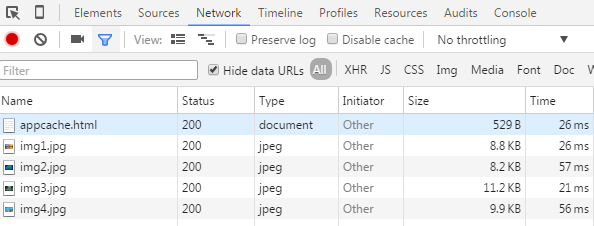 Elements Sources Network Timeline Profiles Resources Audits Console
View: Preserve log Disable cache No throttling
Filter Hide data URLs All XHR JS CSS Img Media Font Doc
Name Status Type Initiator Size Time
appcache.html 200 document Other 529 B 26 ms
img1.jpg 200 jpeg Other 8.8 KB 26 ms
img2.jpg 200 jpeg Other 8.2 KB 57 ms
img3.jpg 200 jpeg Other 11.2 KB 21 ms
img4.jpg 200 jpeg Other 9.9 KB 56 ms